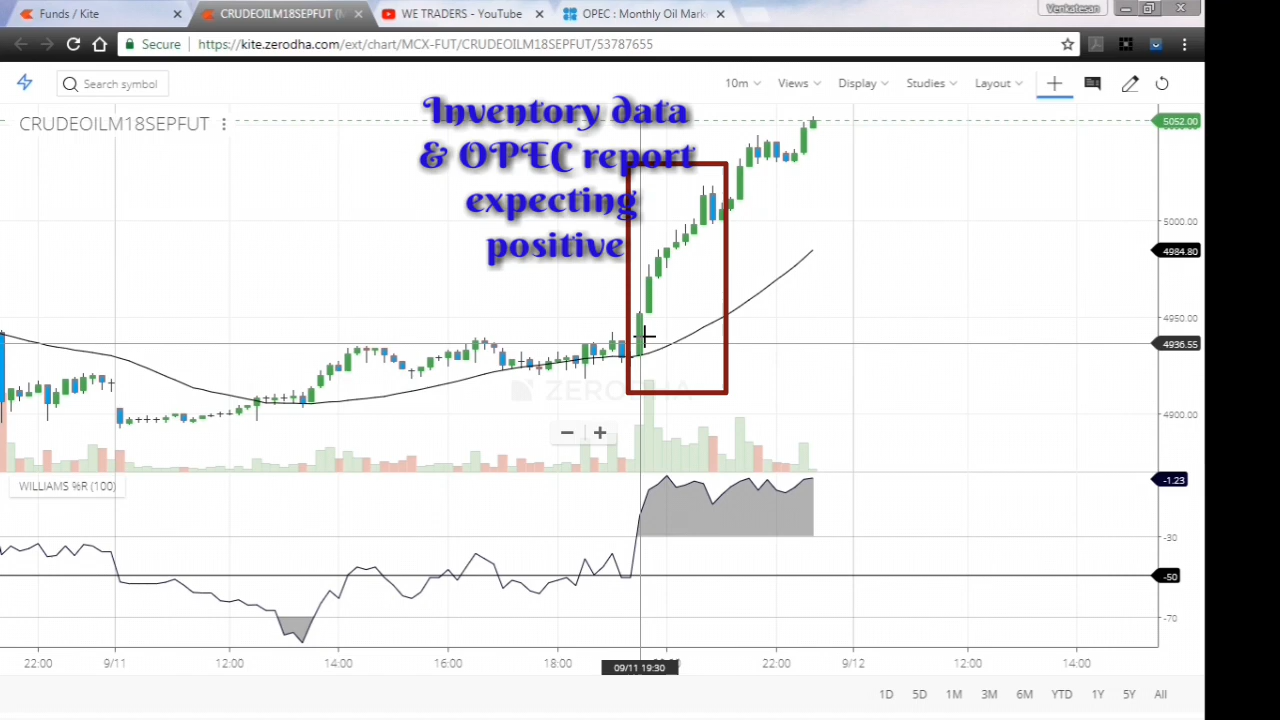 Funds / Kite
CRUDEOILM18SEPFUT (M
WE TRADERS - YouTube
OPEC : Monthly Oil Mark
Venkatesan
Secure
https://kite.zerodha.com/ext/chart/MCX-FUT/CRUDEOILM18SEPFUT/53787655
Search symbol
10m
Views
Display
Studies
Layout
CRUDEOILM18SEPFUT
Inventory data
& OPEC report
expecting
positive
5052.00
5000.00
4984.80
4950.00
4936.55
4900.00
ZERODHA
WILLIAMS %R (100)
-1.23
-30
-50
-70
22:00
9/11
12:00
14:00
16:00
18:00
09/11 19:30
22:00
9/12
12:00
14:00
1D
5D
1M
3M
6M
YTD
1Y
5Y
All